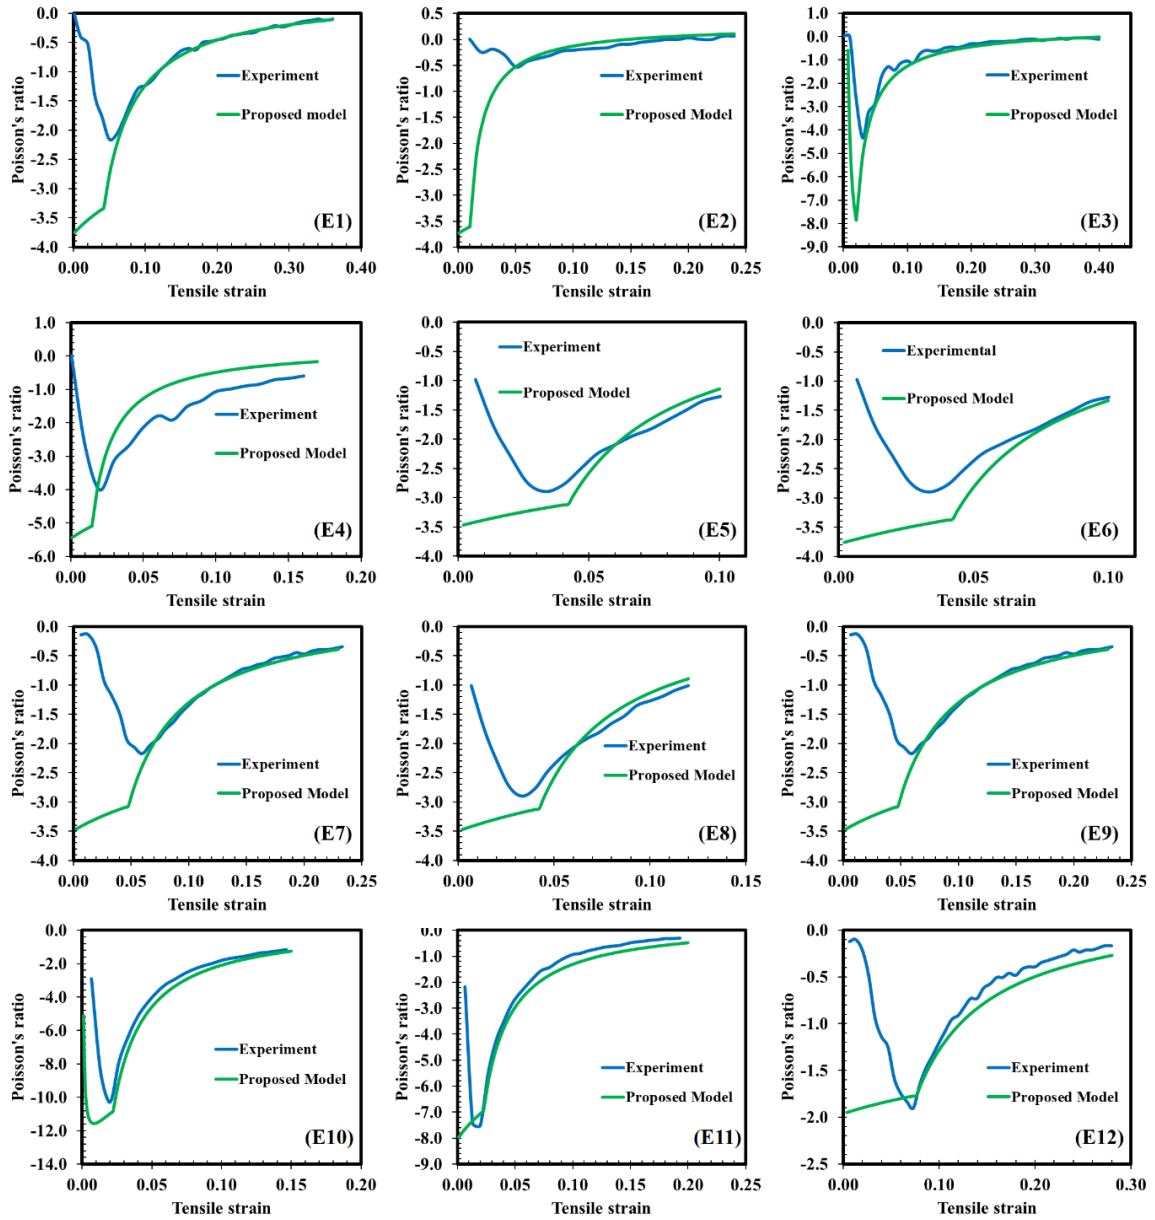 0.0
-0.5
-1.0
-1.5
-2.0
-2.5
-3.0
-3.5
-4.0
Poisson's ratio
Experiment
Proposed model
(E1)
0.00 0.10 0.20 0.30 0.40
Tensile strain
0.5
0.0
-0.5
-1.0
-1.5
-2.0
-2.5
-3.0
-3.5
-4.0
Poisson's ratio
Experiment
Proposed Model
(E2)
0.00 0.05 0.10 0.15 0.20 0.25
Tensile strain
1.0
0.0
-1.0
-2.0
-3.0
-4.0
-5.0
-6.0
-7.0
-8.0
-9.0
Poisson's ratio
Experiment
Proposed Model
(E3)
0.00 0.10 0.20 0.30 0.40
Tensile strain
1.0
0.0
-1.0
-2.0
-3.0
-4.0
-5.0
-6.0
Poisson's ratio
Experiment
Proposed Model
(E4)
0.00 0.05 0.10 0.15 0.20
Tensile strain
0.0
-0.5
-1.0
-1.5
-2.0
-2.5
-3.0
-3.5
-4.0
Poisson's ratio
Experiment
Proposed Model
(E5)
0.00 0.05 0.10
Tensile strain
0.0
-0.5
-1.0
-1.5
-2.0
-2.5
-3.0
-3.5
-4.0
Poisson's ratio
Experimental
Proposed Model
(E6)
0.00 0.05 0.10
Tensile strain
0.0
-0.5
-1.0
-1.5
-2.0
-2.5
-3.0
-3.5
-4.0
Poisson's ratio
Experiment
Proposed Model
(E7)
0.00 0.05 0.10 0.15 0.20 0.25
Tensile strain
0.0
-0.5
-1.0
-1.5
-2.0
-2.5
-3.0
-3.5
-4.0
Poisson's ratio
Experiment
Proposed Model
(E8)
0.00 0.05 0.10 0.15
Tensile strain
0.0
-0.5
-1.0
-1.5
-2.0
-2.5
-3.0
-3.5
-4.0
Poisson's ratio
Experiment
Proposed Model
(E9)
0.00 0.05 0.10 0.15 0.20 0.25
Tensile strain
0.0
-2.0
-4.0
-6.0
-8.0
-10.0
-12.0
-14.0
Poisson's ratio
Experiment
Proposed Model
(E10)
0.00 0.05 0.10 0.15 0.20
Tensile strain
0.0
-1.0
-2.0
-3.0
-4.0
-5.0
-6.0
-7.0
-8.0
-9.0
Poisson's ratio
Experiment
Proposed Model
(E11)
0.00 0.05 0.10 0.15 0.20 0.25
Tensile strain
0.0
-0.5
-1.0
-1.5
-2.0
-2.5
Poisson's ratio
Experiment
Proposed Model
(E12)
0.00 0.10 0.20 0.30
Tensile strain